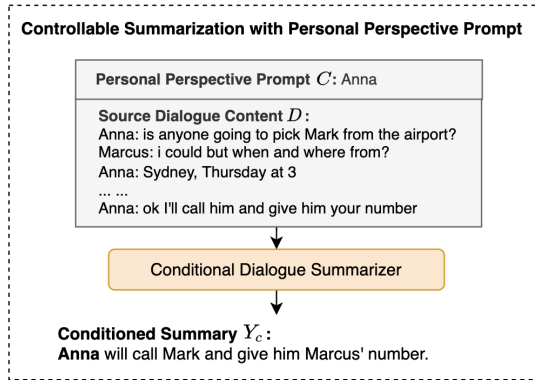 Controllable Summarization with Personal Perspective Prompt
Personal Perspective Prompt C: Anna
Source Dialogue Content D:
Anna: is anyone going to pick Mark from the airport?
Marcus: i could but when and where from?
Anna: Sydney, Thursday at 3
... ...
Anna: ok I'll call him and give him your number
Conditional Dialogue Summarizer
Conditioned Summary Y_c:
Anna will call Mark and give him Marcus' number.